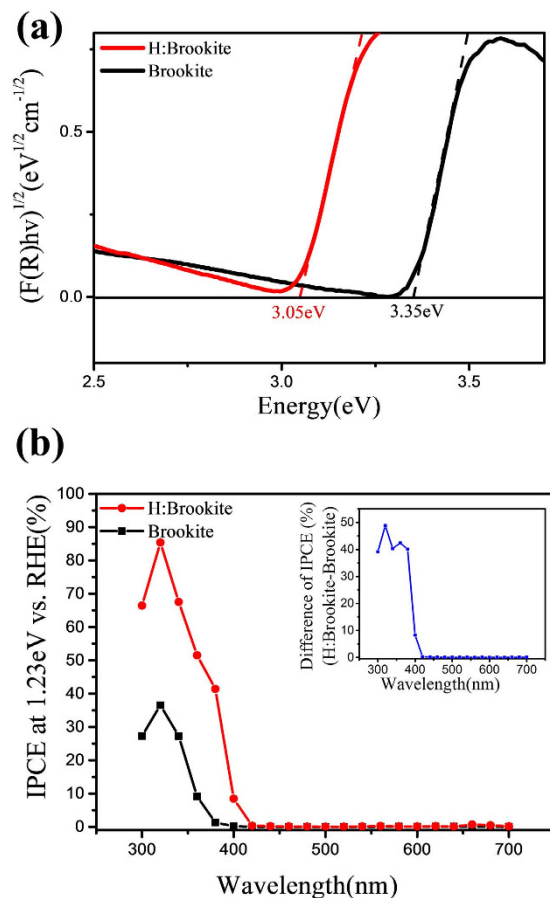 (a)
H:Brookite
Brookite
(F(R)hν)^1/2(eV^1/2cm^-1/2)
0.5
0.0
3.05eV
3.35eV
2.5
3.0
3.5
Energy(eV)
(b)
H:Brookite
Brookite
IPCE at 1.23eV vs. RHE(%)
100
90
80
70
60
50
40
30
20
10
0
300
400
500
600
700
Wavelength(nm)
Difference of IPCE (%)
(H:Brookite-Brookite)
50
40
30
20
10
0
300
400
500
600
700
Wavelength(nm)